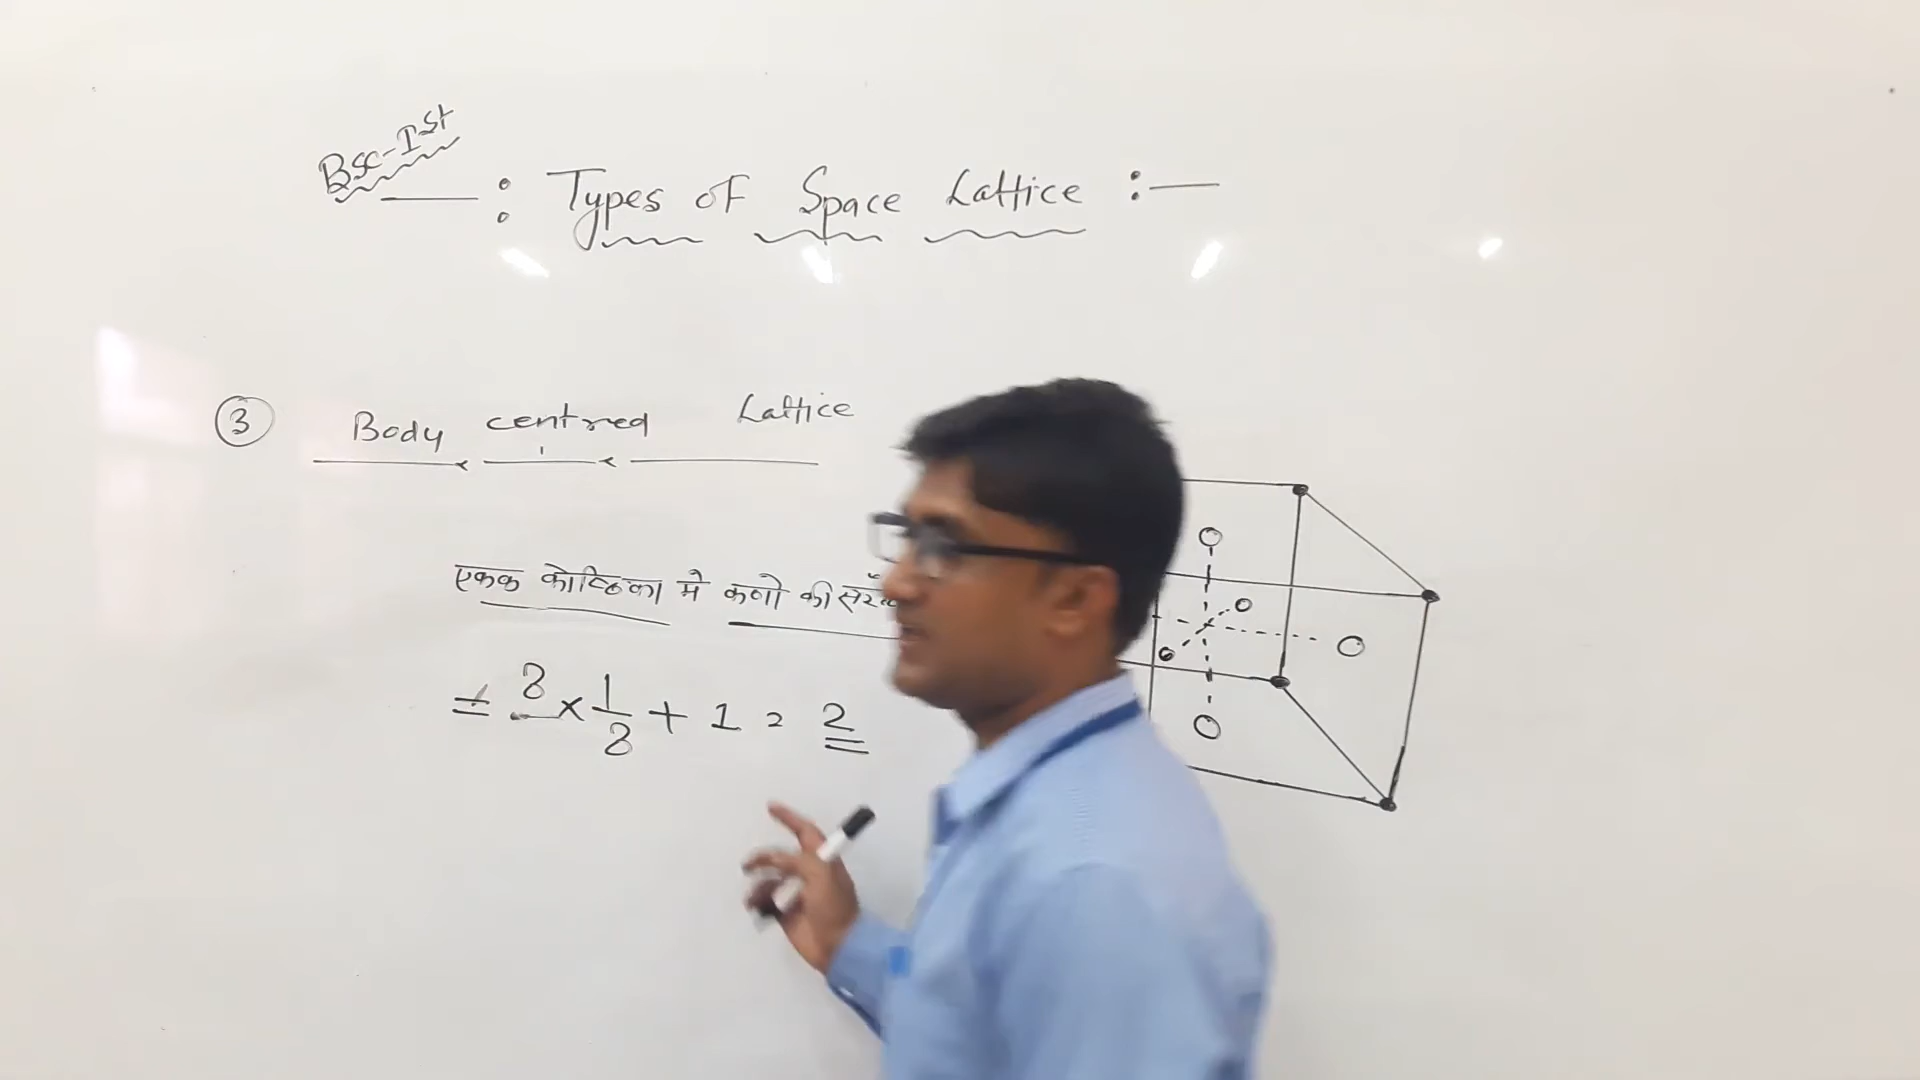 Bsc-Ist
—: Types of Space Lattice :—
③ Body centred Lattice
एकक कोष्ठिका मे कणो की
= 8 × 1/8 + 1 = 2